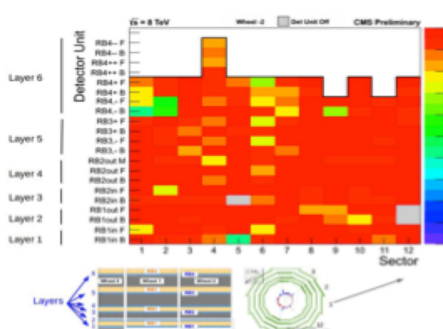 √s = 8 TeV Wheel -2 Det Unit Off CMS Preliminary
Detector Unit
RB4-- F
RB4-- B
RB4++ F
RB4++ B
RB4+ F
RB4+ B
RB4,- F
RB4,- B
RB3+ F
RB3+ B
RB3,- F
RB3,- B
RB2out M
RB2out F
RB2out B
RB2in F
RB2in B
RB1out F
RB1out B
RB1in F
RB1in B
Layer 6
Layer 5
Layer 4
Layer 3
Layer 2
Layer 1
1 2 3 4 5 6 7 8 9 10 11 12
Sector
Layers